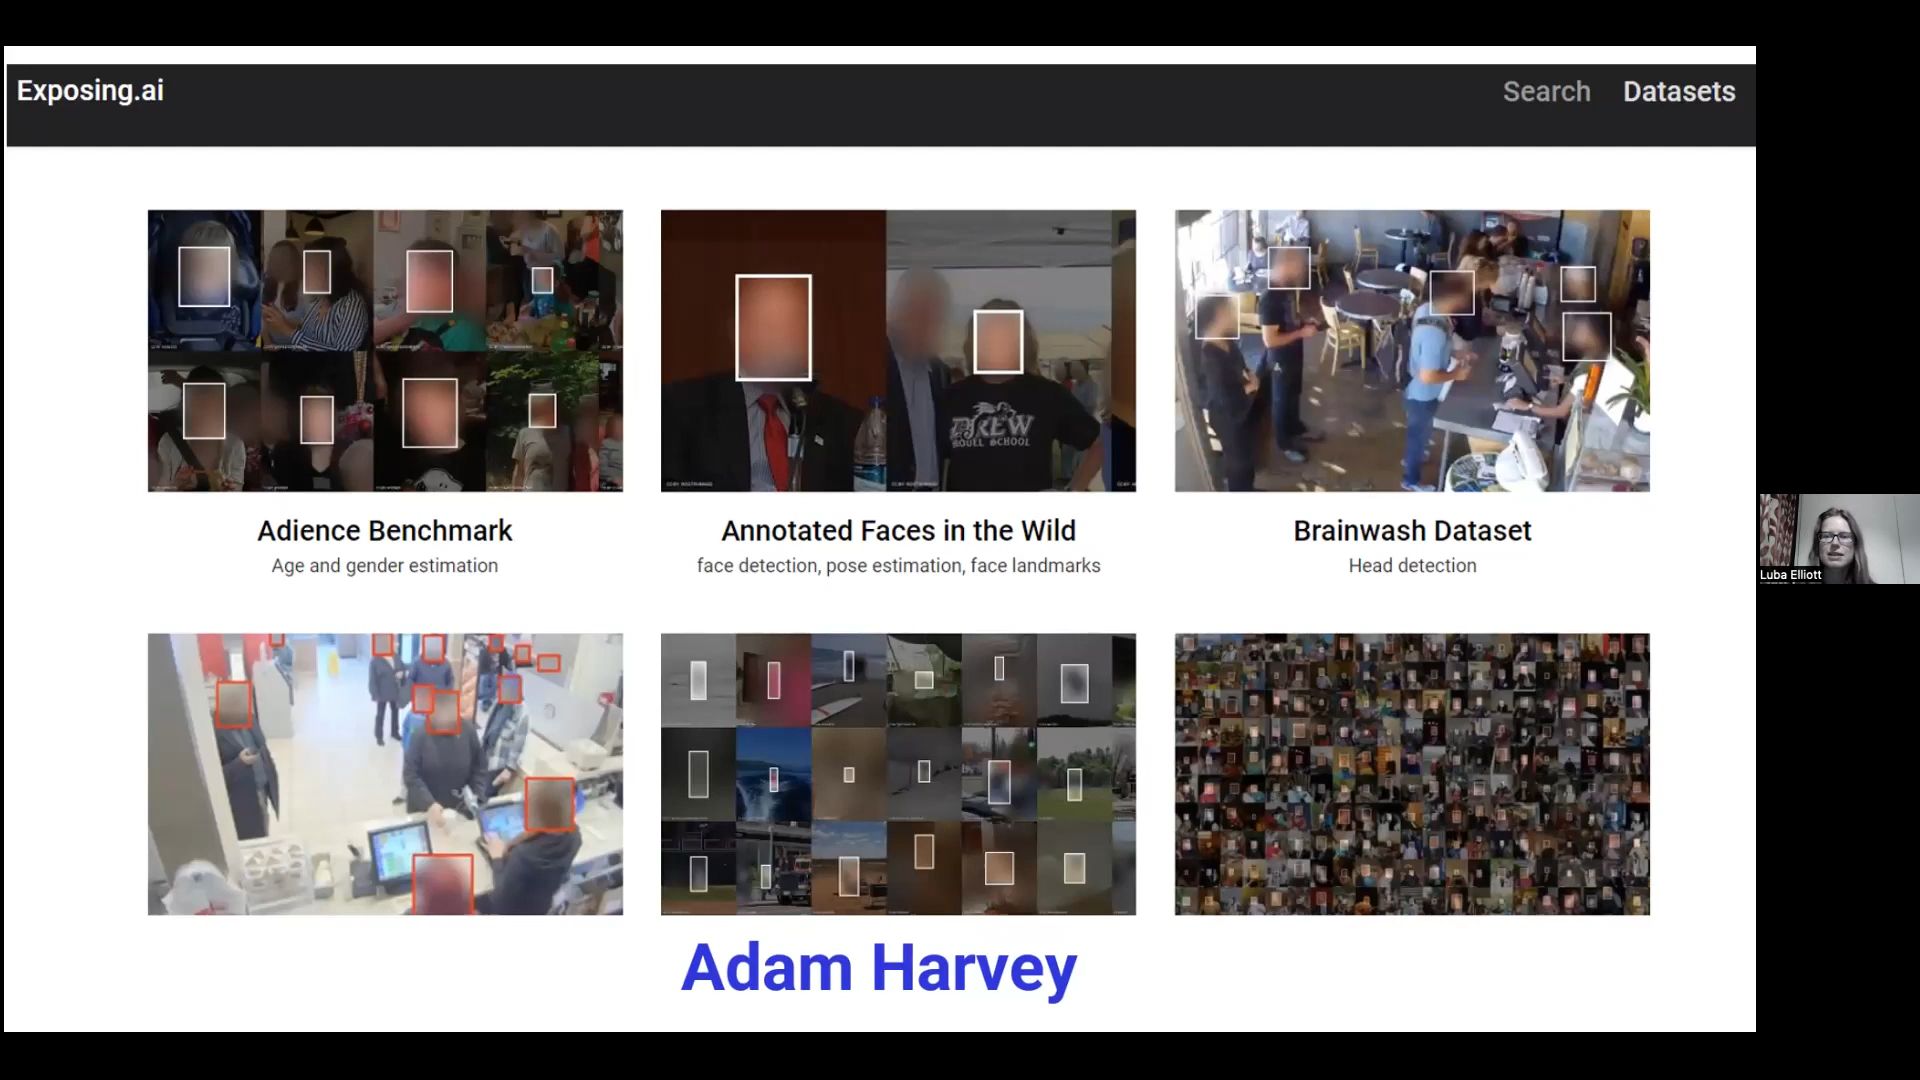 Exposing.ai
Search
Datasets
DREW
Adience Benchmark
Annotated Faces in the Wild
Brainwash Dataset
Age and gender estimation
face detection, pose estimation, face landmarks
Head detection
Luba Elliott
Adam Harvey